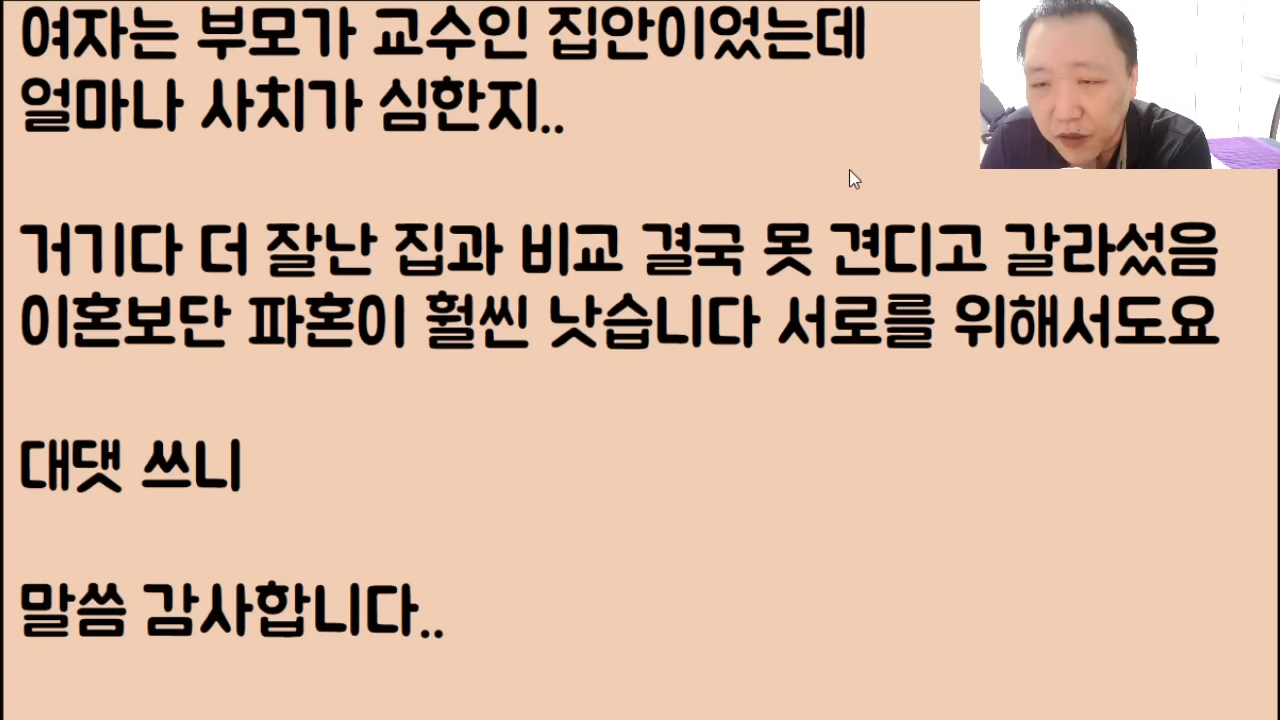 여자는 부모가 교수인 집안이었는데
얼마나 사치가 심한지..
거기다 더 잘난 집과 비교 결국 못 견디고 갈라섰음
이혼보단 파혼이 훨씬 낫습니다 서로를 위해서도요
대댓 쓰니
말씀 감사합니다..